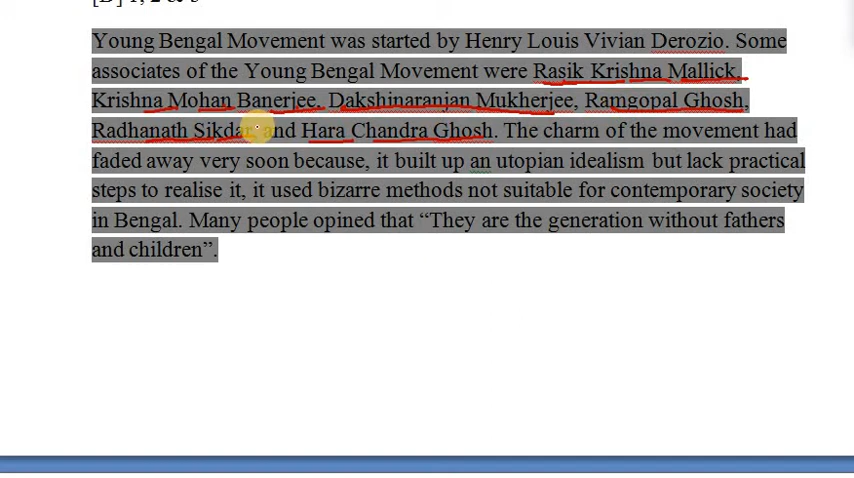 Young Bengal Movement was started by Henry Louis Vivian Derozio. Some
associates of the Young Bengal Movement were Rasik Krishna Mallick,
Krishna Mohan Banerjee, Dakshinaranjan Mukherjee, Ramgopal Ghosh,
Radhanath Sikdar and Hara Chandra Ghosh. The charm of the movement had
faded away very soon because, it built up an utopian idealism but lack practical
steps to realise it, it used bizarre methods not suitable for contemporary society
in Bengal. Many people opined that “They are the generation without fathers
and children”.